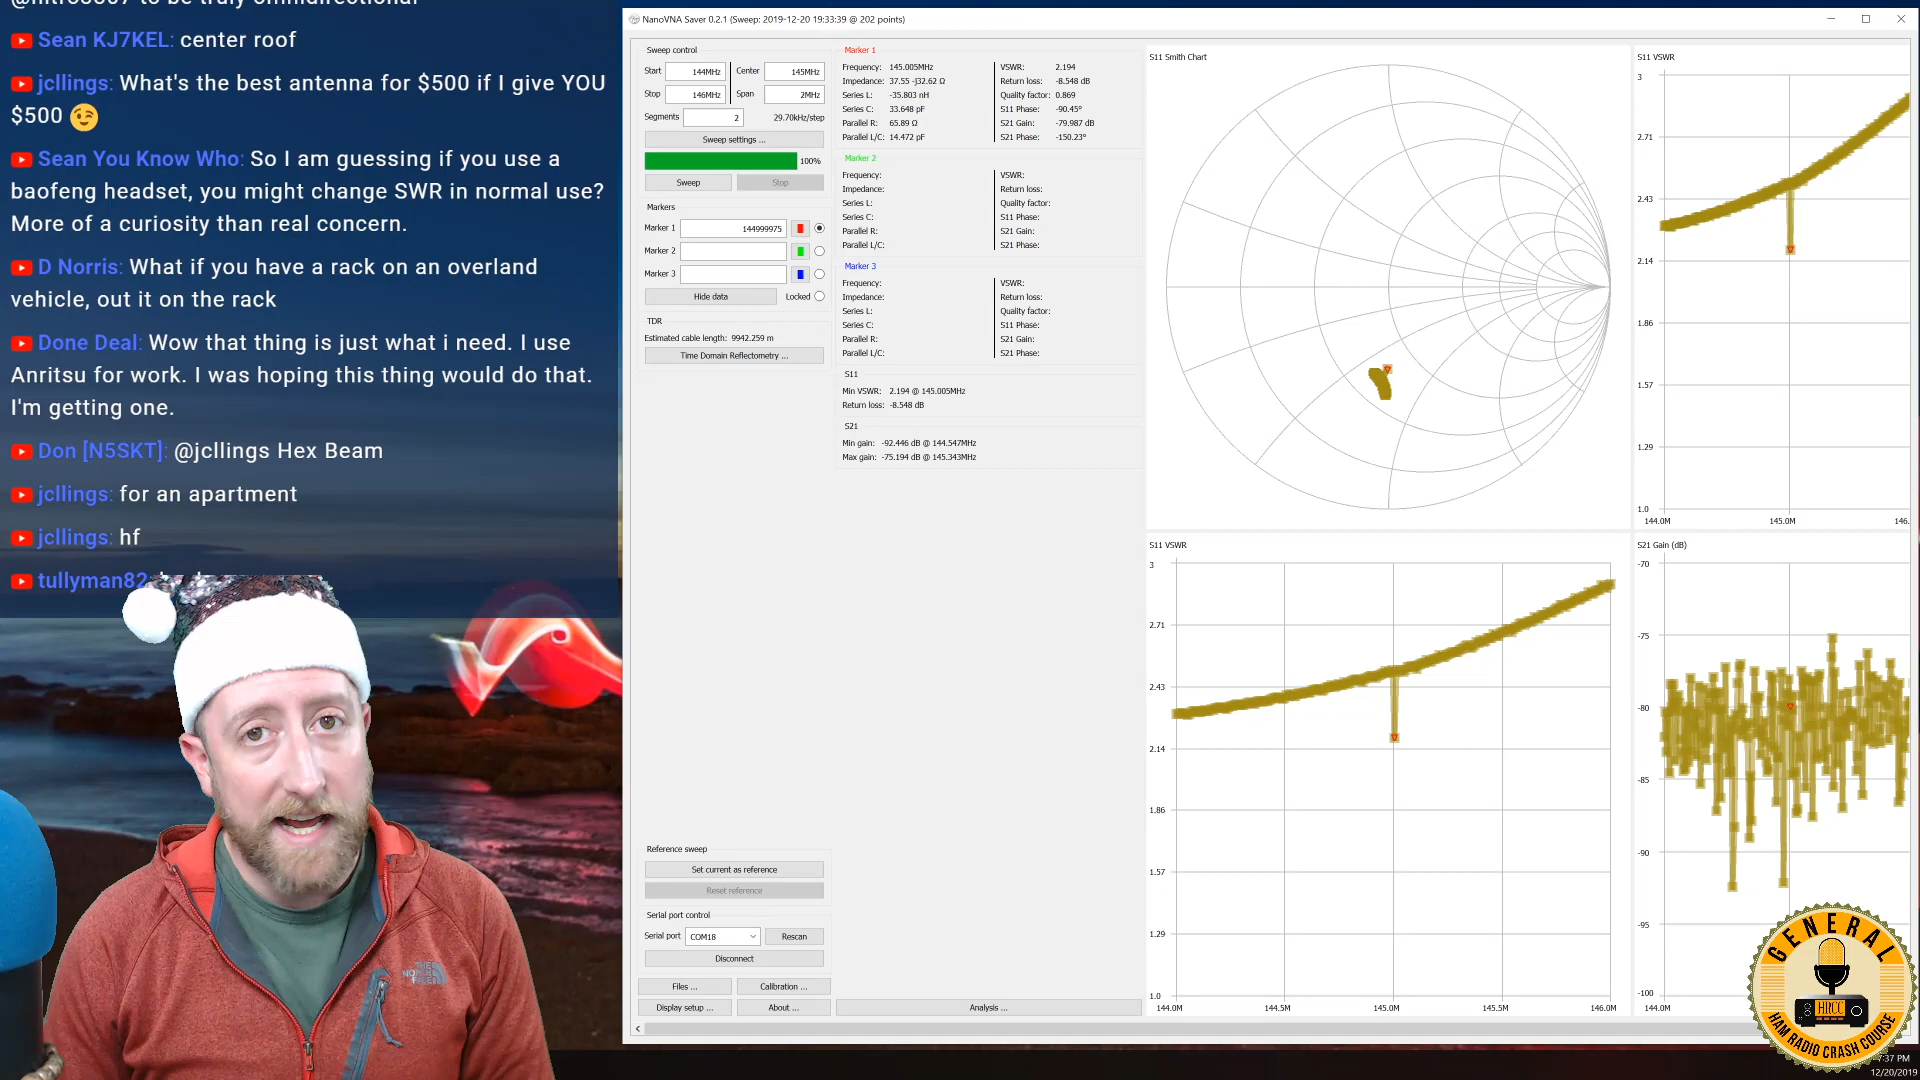 Sean KJ7KEL: center roof
jcllings: What's the best antenna for $500 if I give YOU
$500
Sean You Know Who: So I am guessing if you use a
baofeng headset, you might change SWR in normal use?
More of a curiosity than real concern.
D Norris: What if you have a rack on an overland
vehicle, out it on the rack
Done Deal: Wow that thing is just what i need. I use
Anritsu for work. I was hoping this thing would do that.
I'm getting one.
Don [N5SKT]: @jcllings Hex Beam
jcllings: for an apartment
jcllings: hf
tullyman82:
NanoVNA Saver 0.2.1 (Sweep: 2019-12-20 19:33:39 @ 202 points)
Sweep control
Start 144MHz Center 145MHz
Stop 146MHz Span 2MHz
Segments 2 29.70kHz/step
Sweep settings ...
100%
Sweep Stop
Markers
Marker 1 144999975
Marker 2
Marker 3
Hide data Locked
TDR
Estimated cable length: 9942.259 m
Time Domain Reflectometry ...
Reference sweep
Set current as reference
Reset reference
Serial port control
Serial port COM18 Rescan
Disconnect
Files ... Calibration ...
Display setup ... About ...
Marker 1
Frequency: 145.005MHz VSWR: 2.194
Impedance: 37.55 -j32.62 Ω Return loss: -8.548 dB
Series L: -35.803 nH Quality factor: 0.869
Series C: 33.648 pF S11 Phase: -90.45°
Parallel R: 65.89 Ω S21 Gain: -79.987 dB
Parallel L/C: 14.472 pF S21 Phase: -150.23°
Marker 2
Frequency: VSWR:
Impedance: Return loss:
Series L: Quality factor:
Series C: S11 Phase:
Parallel R: S21 Gain:
Parallel L/C: S21 Phase:
Marker 3
Frequency: VSWR:
Impedance: Return loss:
Series L: Quality factor:
Series C: S11 Phase:
Parallel R: S21 Gain:
Parallel L/C: S21 Phase:
S11
Min VSWR: 2.194 @ 145.005MHz
Return loss: -8.548 dB
S21
Min gain: -92.446 dB @ 144.547MHz
Max gain: -75.194 dB @ 145.343MHz
Analysis ...
S11 Smith Chart
S11 VSWR
3
2.71
2.43
2.14
1.86
1.57
1.29
1.0
144.0M 145.0M 146.
S11 VSWR
3
2.71
2.43
2.14
1.86
1.57
1.29
1.0
144.0M 144.5M 145.0M 145.5M 146.0M
S21 Gain (dB)
-70
-75
-80
-85
-90
-95
-100
144.0M
THE
NORTH
FACE
GENERAL
HRCC
HAM RADIO CRASH COURSE
7:37 PM
12/20/2019